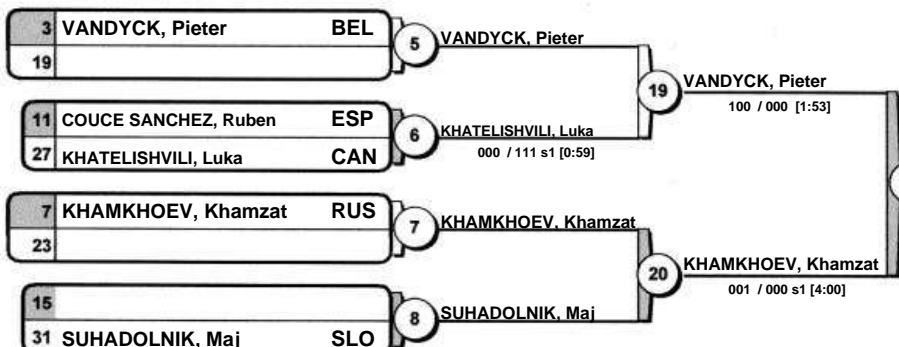 3 VANDYCK, Pieter BEL
19
5
VANDYCK, Pieter
11 COUCE SANCHEZ, Ruben ESP
27 KHATELISHVILI, Luka CAN
6
KHATELISHVILI, Luka
000 / 111 s1 [0:59]
19
VANDYCK, Pieter
100 / 000 [1:53]
7 KHAMKHOEV, Khamzat RUS
23
7
KHAMKHOEV, Khamzat
15
31 SUHADOLNIK, Maj SLO
8
SUHADOLNIK, Maj
20
KHAMKHOEV, Khamzat
001 / 000 s1 [4:00]